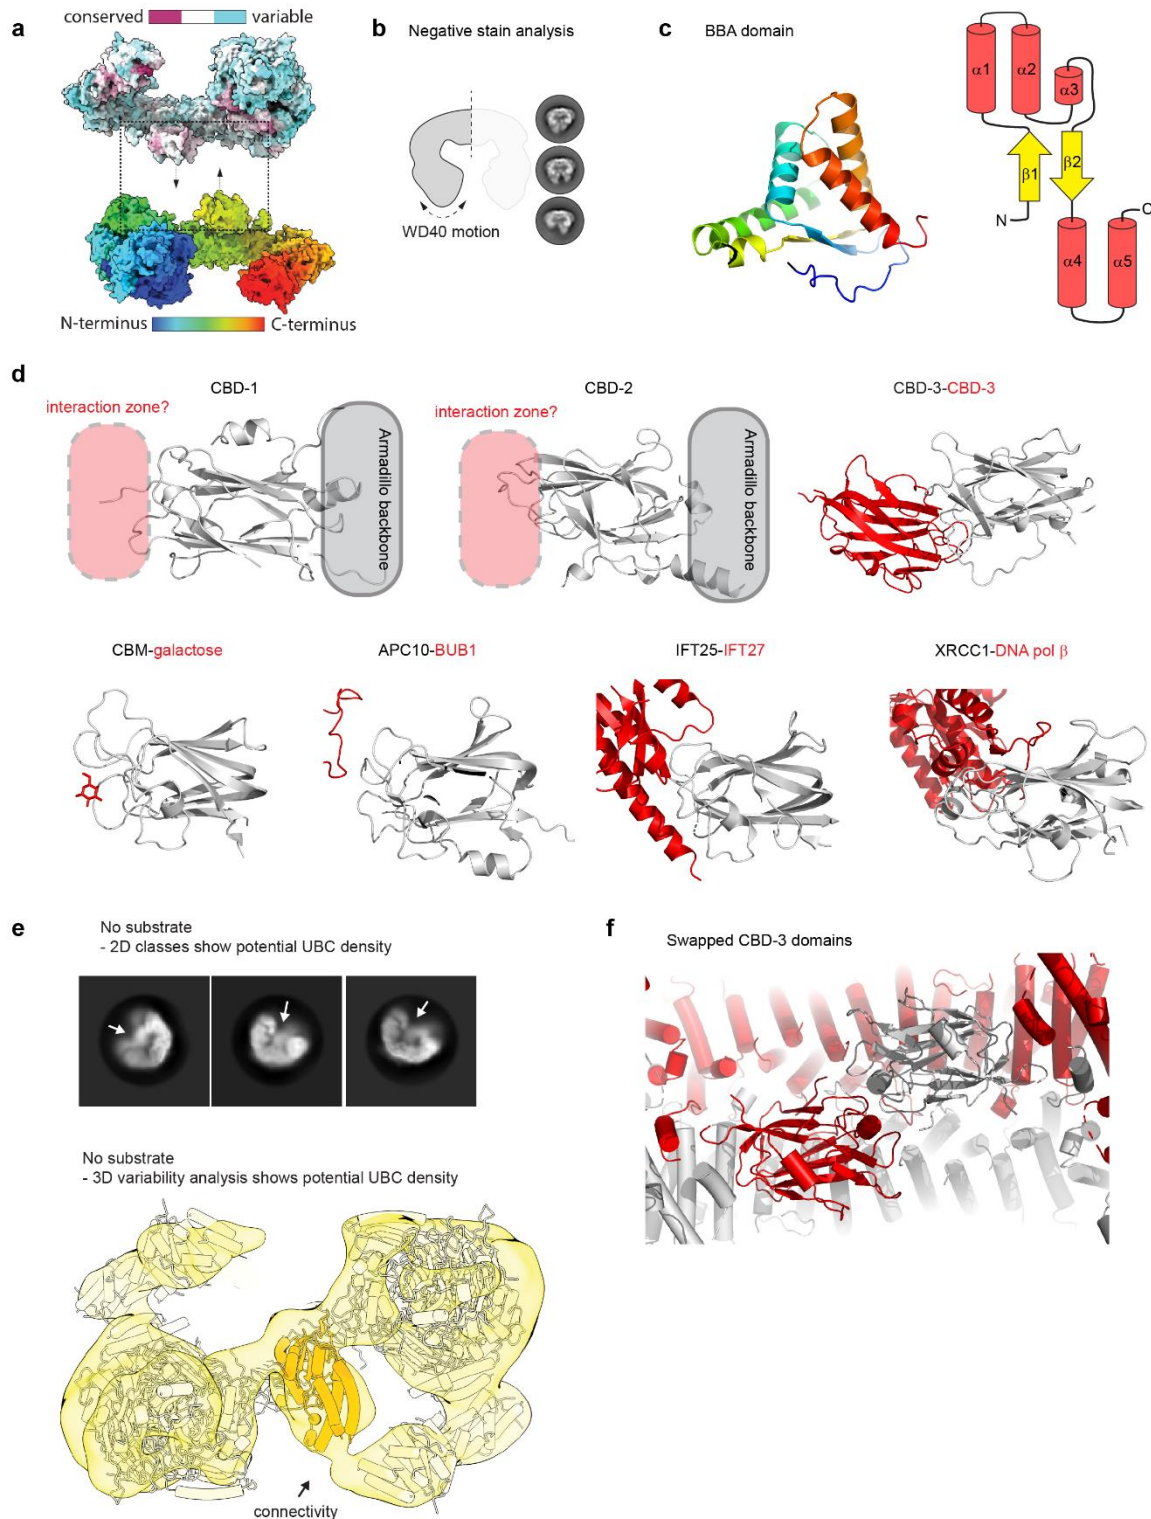 a
conserved
variable
N-terminus
C-terminus
b
Negative stain analysis
WD40 motion
c
BBA domain
α1
α2
α3
β1
β2
N
C
α4
α5
d
CBD-1
interaction zone?
Armadillo backbone
CBD-2
interaction zone?
Armadillo backbone
CBD-3-CBD-3
CBM-galactose
APC10-BUB1
IFT25-IFT27
XRCC1-DNA pol β
e
No substrate
- 2D classes show potential UBC density
No substrate
- 3D variability analysis shows potential UBC density
connectivity
f
Swapped CBD-3 domains